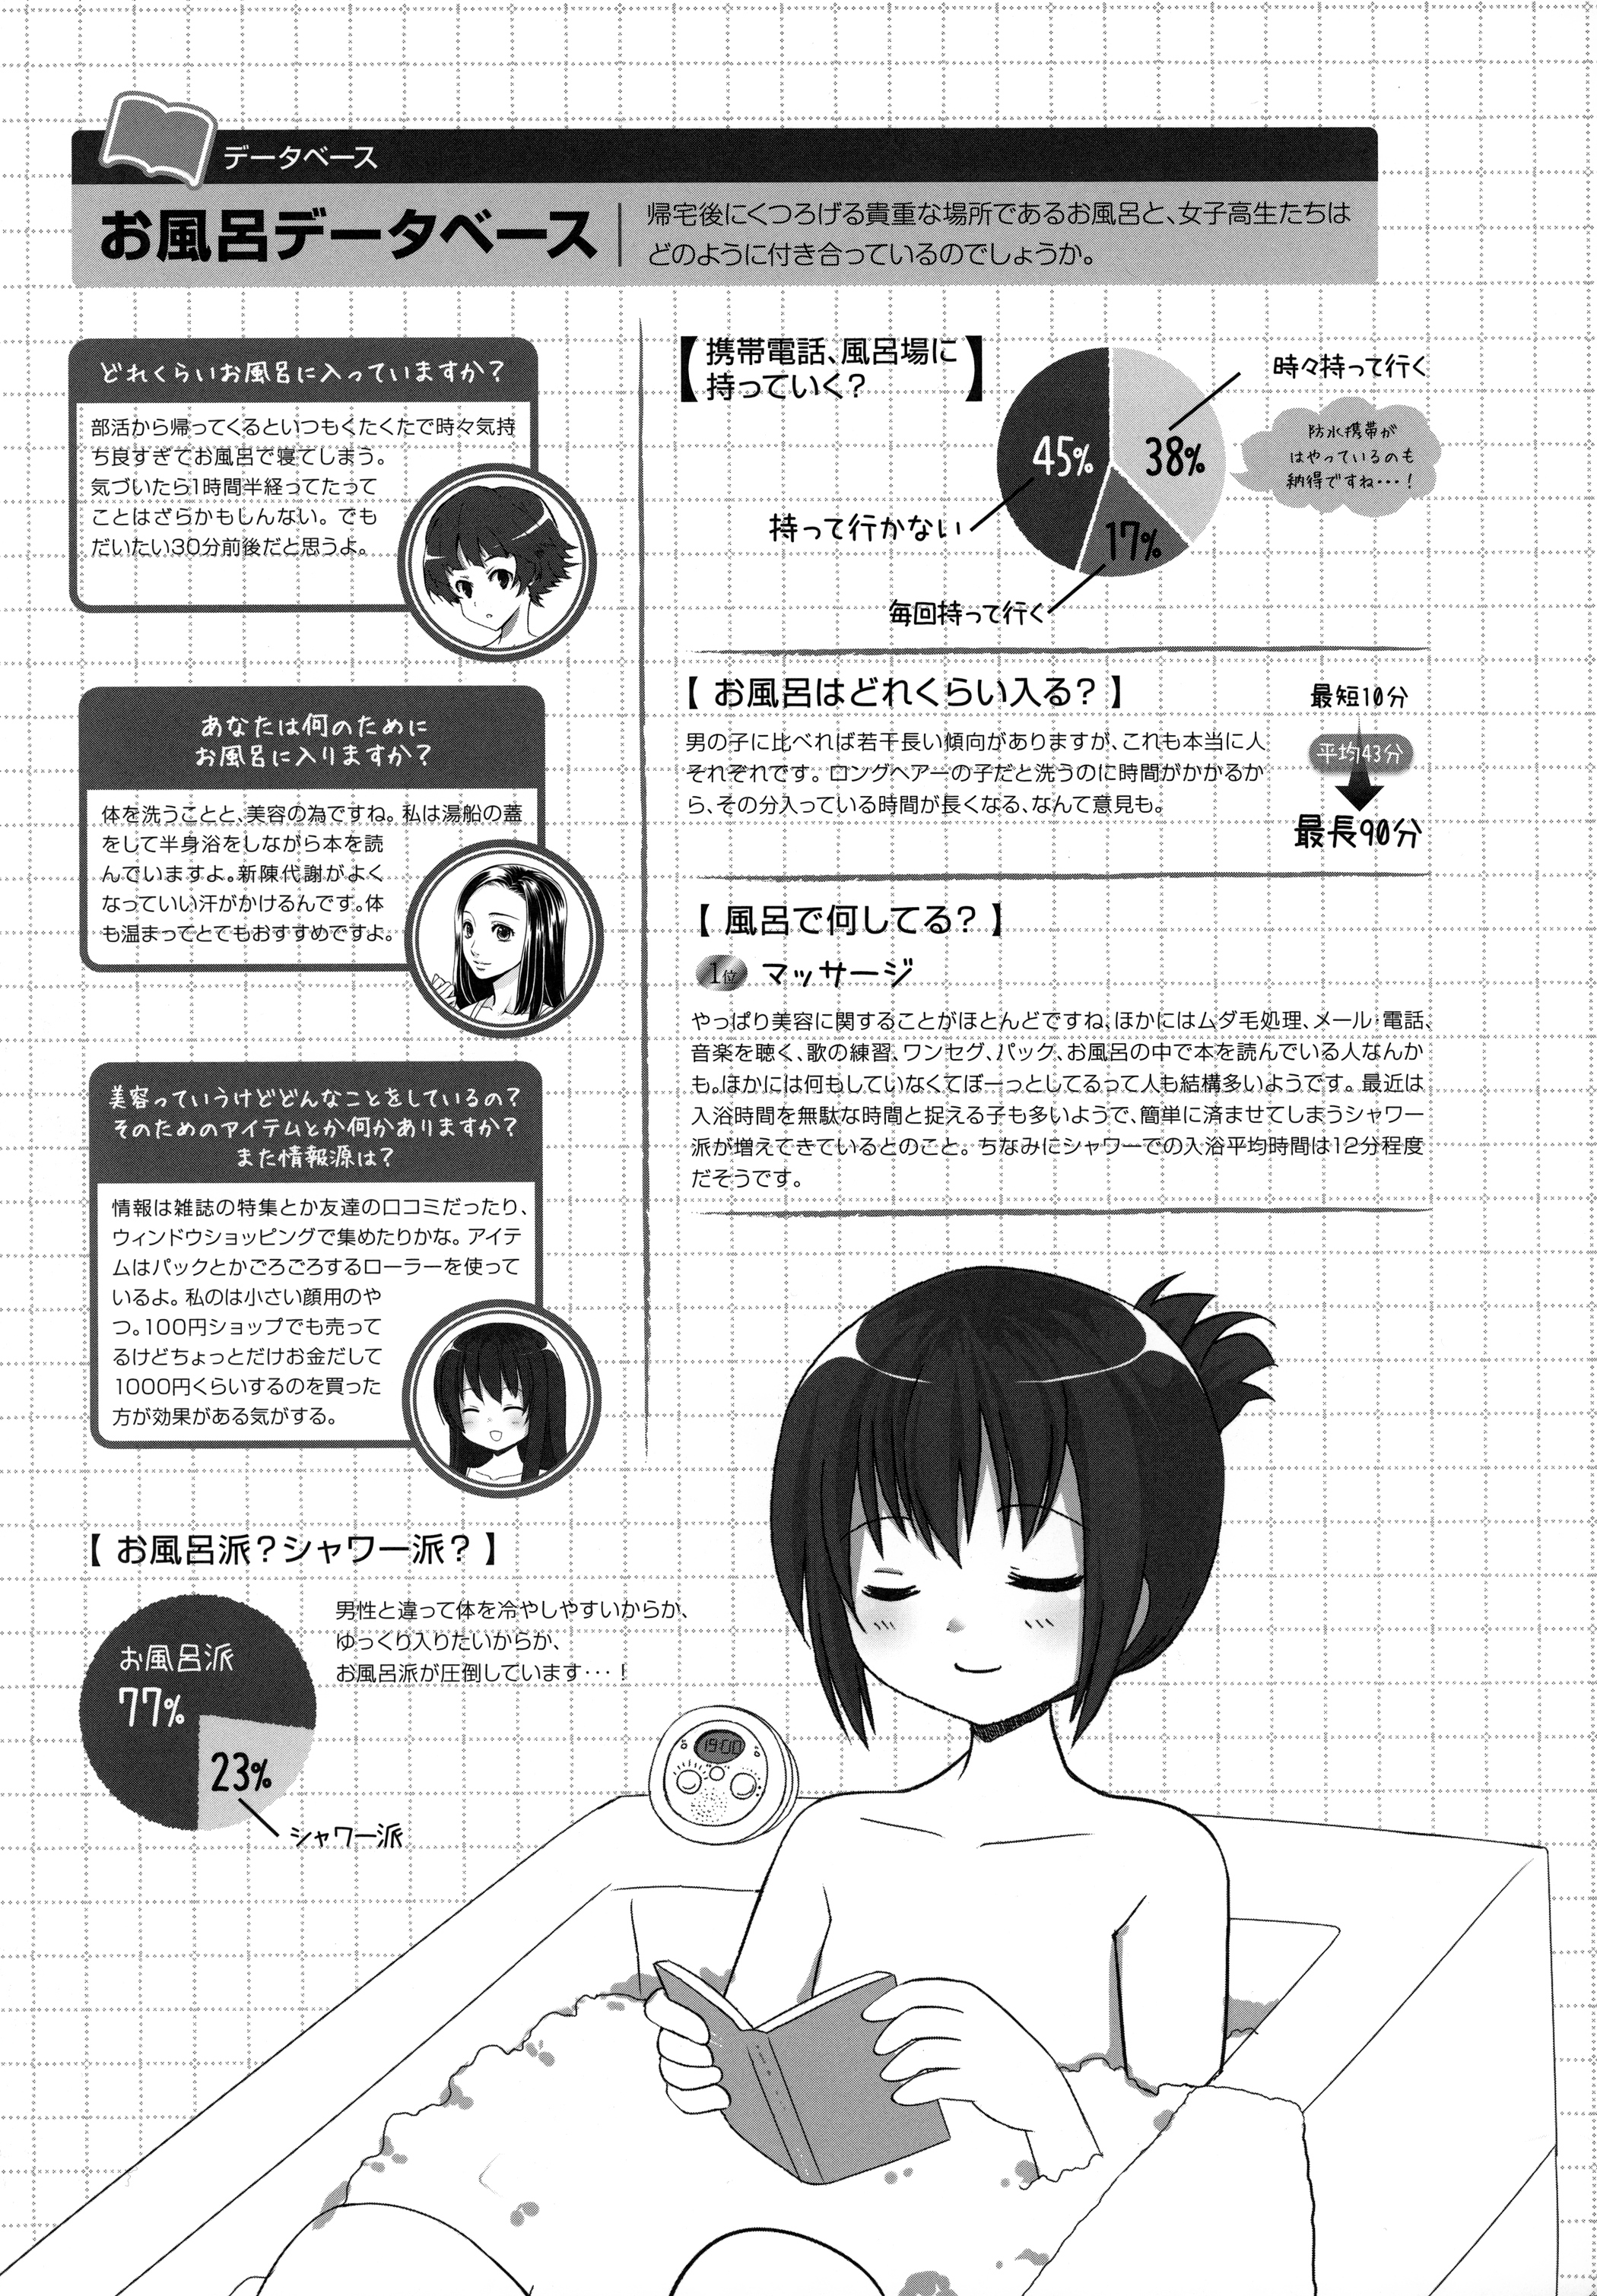 データベース
お風呂データベース
帰宅後にくつろげる貴重な場所であるお風呂と、女子高生たちは
どのように付き合っているのでしょうか。
どれくらいお風呂に入っていますか?
部活から帰ってくるといつもくたくたで時々気持
ち良すぎてお風呂で寝てしまう。
気づいたら1時間半経ってたって
ことはざらかもしんない。でも
だいたい30分前後だと思うよ。
あなたは何のために
お風呂に入りますか?
体を洗うことと、美容の為ですね。私は湯船の蓋
をして半身浴をしながら本を読
んでいますよ。新陳代謝がよく
なっていい汗がかけるんです。体
も温まってとてもおすすめですよ。
美容っていうけどどんなことをしているの?
そのためのアイテムとか何かありますか?
また情報源は?
情報は雑誌の特集とか友達の口コミだったり、
ウィンドウショッピングで集めたりかな。アイテ
ムはパックとかごろごろするローラーを使って
いるよ。私のは小さい顔用のや
つ。100円ショップでも売って
るけどちょっとだけお金だして
1000円くらいするのを買った
方が効果がある気がする。
【お風呂派?シャワー派?】
お風呂派
77%
23%
シャワー派
男性と違って体を冷やしやすいからか、
ゆっくり入りたいからか、
お風呂派が圧倒しています・・・!
【携帯電話、風呂場に
持っていく?】
時々持って行く
38%
45%
17%
持って行かない
毎回持って行く
防水携帯が
はやっているのも
納得ですね・・・!
【お風呂はどれくらい入る?】
男の子に比べれば若干長い傾向がありますが、これも本当に人
それぞれです。ロングヘアーの子だと洗うのに時間がかかるか
ら、その分入っている時間が長くなる、なんて意見も。
最短10分
平均43分
最長90分
【風呂で何してる?】
1位 マッサージ
やっぱり美容に関することがほとんどですね。ほかにはムダ毛処理、メール・電話、
音楽を聴く、歌の練習、ワンセグ、パック、お風呂の中で本を読んでいる人なんか
も。ほかには何もしていなくてぼーっとしてるって人も結構多いようです。最近は
入浴時間を無駄な時間と捉える子も多いようで、簡単に済ませてしまうシャワー
派が増えてきているとのこと。ちなみにシャワーでの入浴平均時間は12分程度
だそうです。
19:00